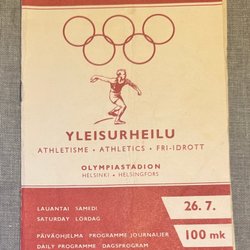 YLEISURHEILU
ATHLETISME • ATHLETICS • FRI-IDROTT
OLYMPIASTADION
HELSINKI • HELSINGFORS
LAUANTAI SAMEDI
SATURDAY LÖRDAG
26. 7.
PÄIVÄOHJELMA PROGRAMME JOURNALIER
DAILY PROGRAMME DAGSPROGRAM
100 mk